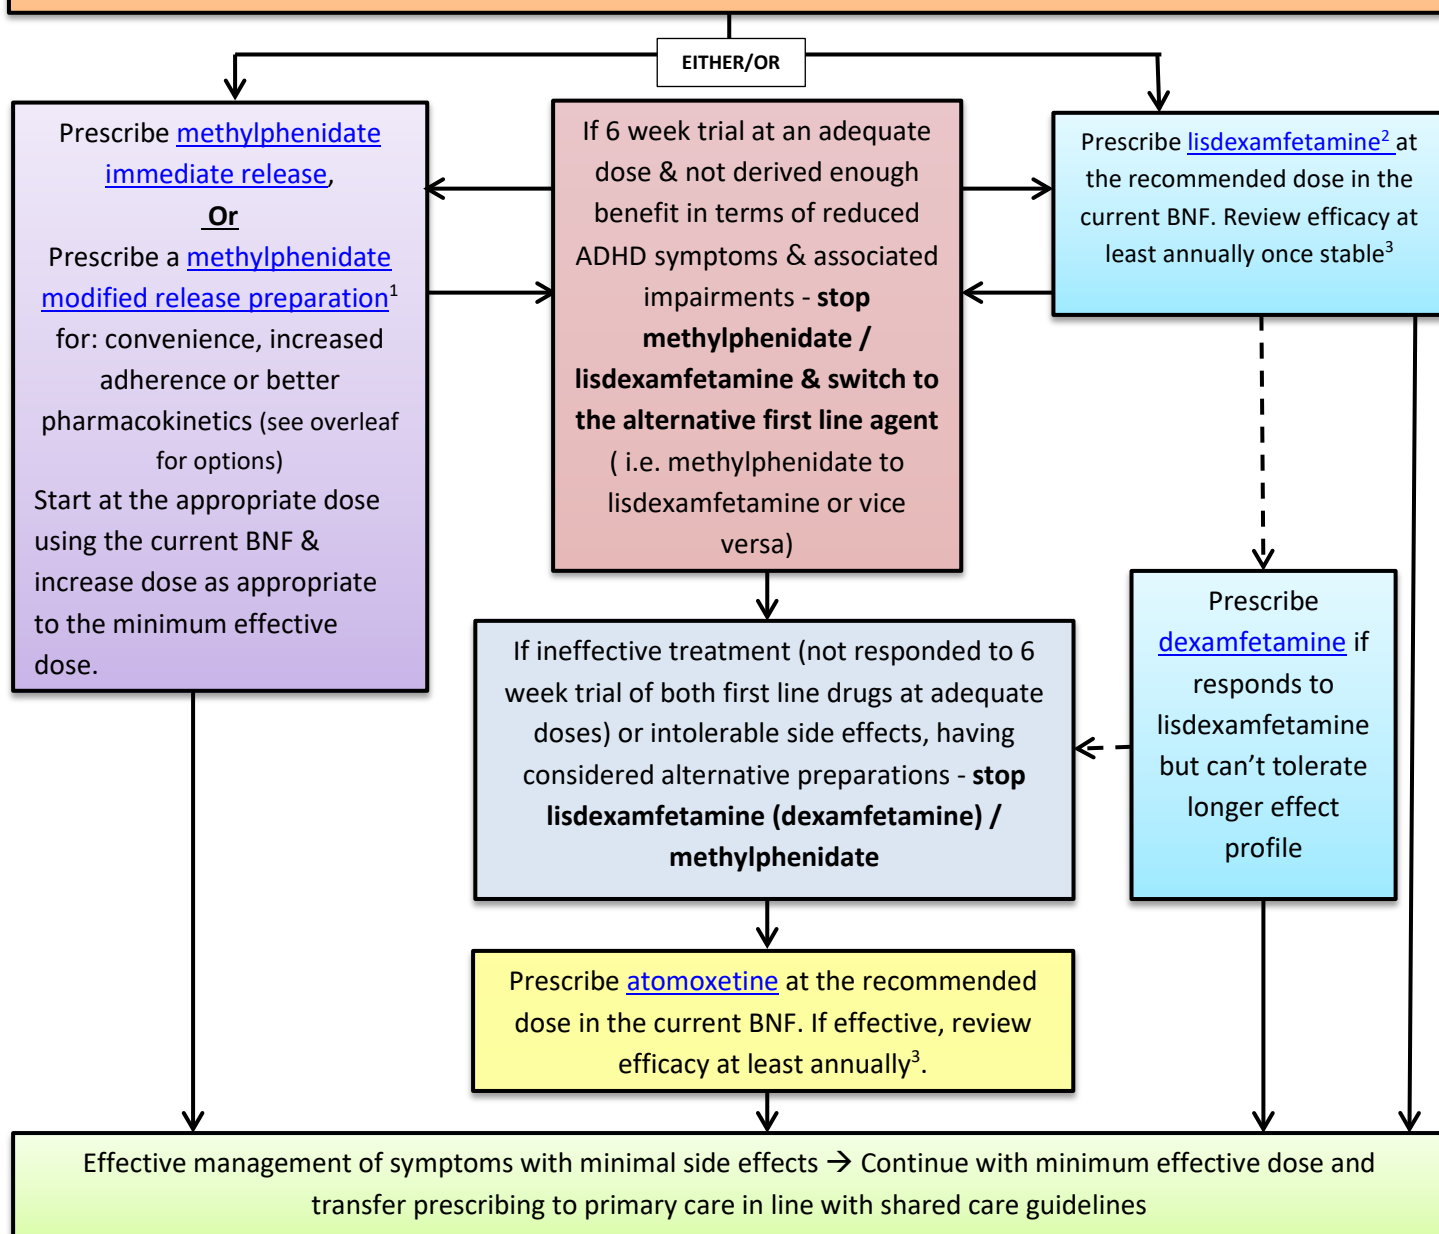 EITHER/OR
Prescribe methylphenidate
immediate release,
Or
Prescribe a methylphenidate
modified release preparation1
for: convenience, increased
adherence or better
pharmacokinetics (see overleaf
for options)
Start at the appropriate dose
using the current BNF &
increase dose as appropriate
to the minimum effective
dose.
If 6 week trial at an adequate
dose & not derived enough
benefit in terms of reduced
ADHD symptoms & associated
impairments - stop
methylphenidate /
lisdexamfetamine & switch to
the alternative first line agent
( i.e. methylphenidate to
lisdexamfetamine or vice
versa)
Prescribe lisdexamfetamine2 at
the recommended dose in the
current BNF. Review efficacy at
least annually once stable3
Prescribe
dexamfetamine if
responds to
lisdexamfetamine
but can't tolerate
longer effect
profile
If ineffective treatment (not responded to 6
week trial of both first line drugs at adequate
doses) or intolerable side effects, having
considered alternative preparations - stop
lisdexamfetamine (dexamfetamine) /
methylphenidate
Prescribe atomoxetine at the recommended
dose in the current BNF. If effective, review
efficacy at least annually3.
Effective management of symptoms with minimal side effects → Continue with minimum effective dose and
transfer prescribing to primary care in line with shared care guidelines